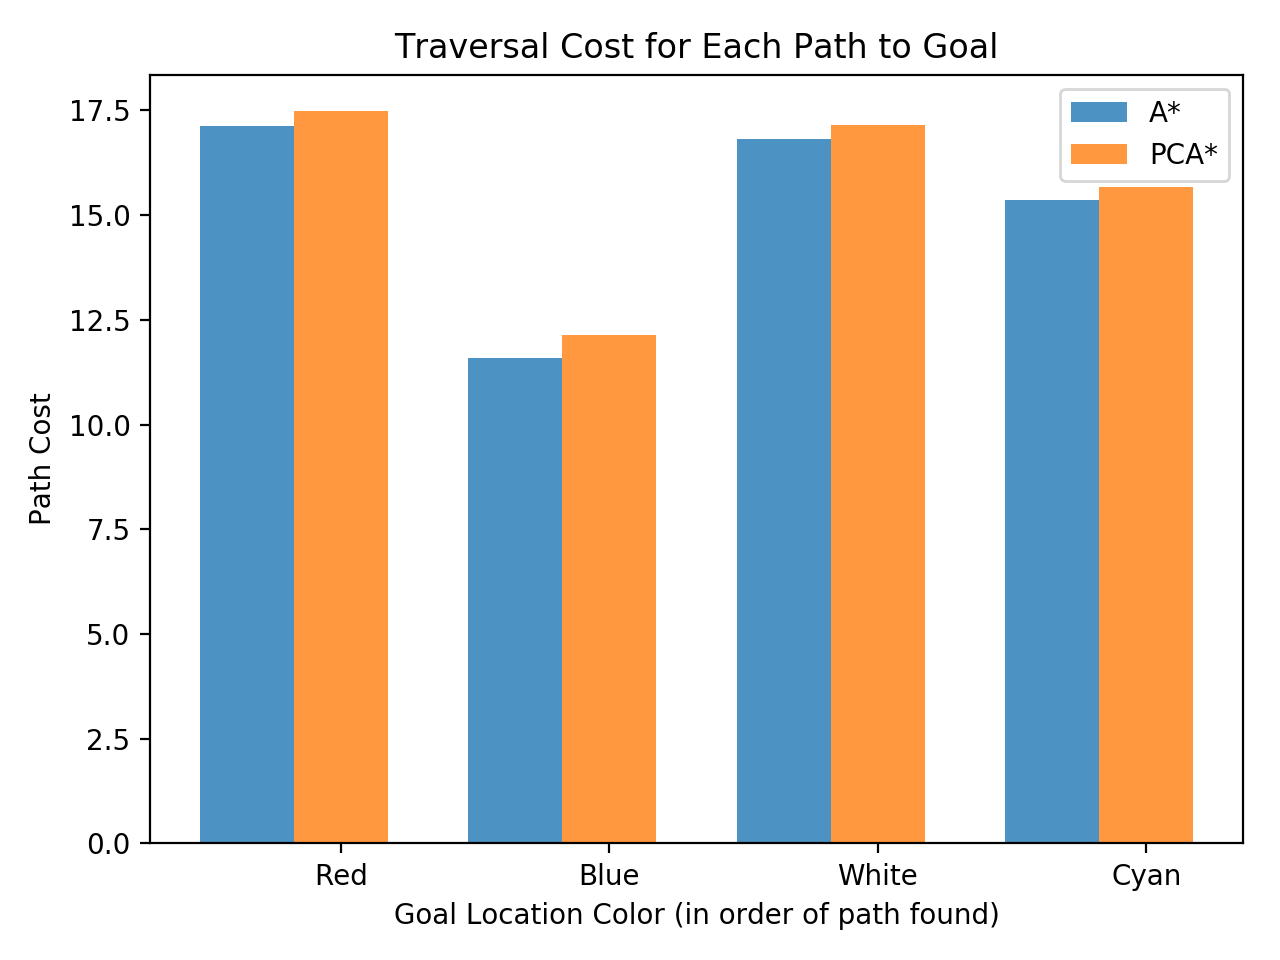 Traversal Cost for Each Path to Goal
A*
PCA*
17.5
15.0
12.5
10.0
7.5
5.0
2.5
0.0
Path Cost
Red
Blue
White
Cyan
Goal Location Color (in order of path found)